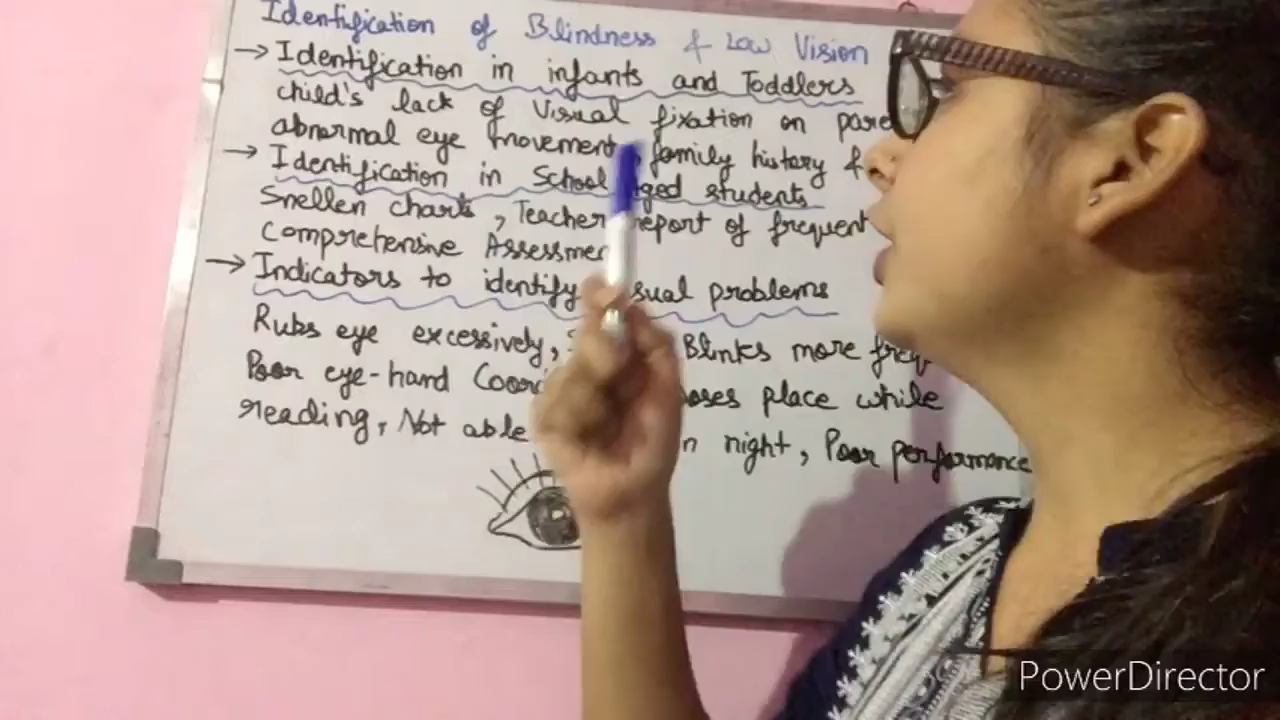 Identification of Blindness & Low Vision
→ Identification in infants and Toddlers
child's lack of Visual fixation on
abnormal eye movement, family history &
→ Identification in School aged students
Snellen charts, Teacher report of frequent
Comprehensive
→ Indicators to identify visual problems
Rubs eye excessively, Blinks more
Poor eye-hand place while
reading, Not able night, Poor performance
PowerDirector